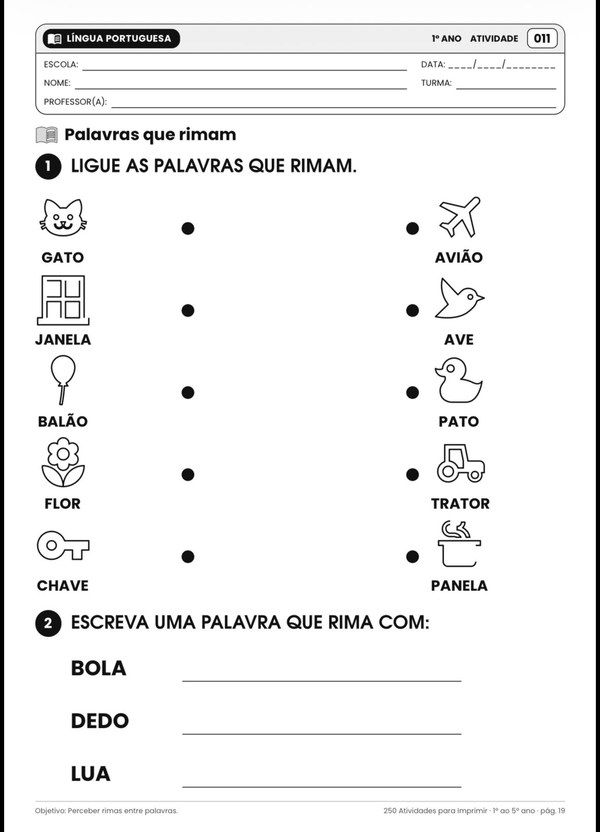 LÍNGUA PORTUGUESA 1º ANO ATIVIDADE 011
ESCOLA: DATA: ____/____/________
NOME: TURMA:
PROFESSOR(A):
Palavras que rimam
1 LIGUE AS PALAVRAS QUE RIMAM.
GATO AVIÃO
JANELA AVE
BALÃO PATO
FLOR TRATOR
CHAVE PANELA
2 ESCREVA UMA PALAVRA QUE RIMA COM:
BOLA
DEDO
LUA
Objetivo: Perceber rimas entre palavras. 250 Atividades para Imprimir · 1º ao 5º ano · pág. 19